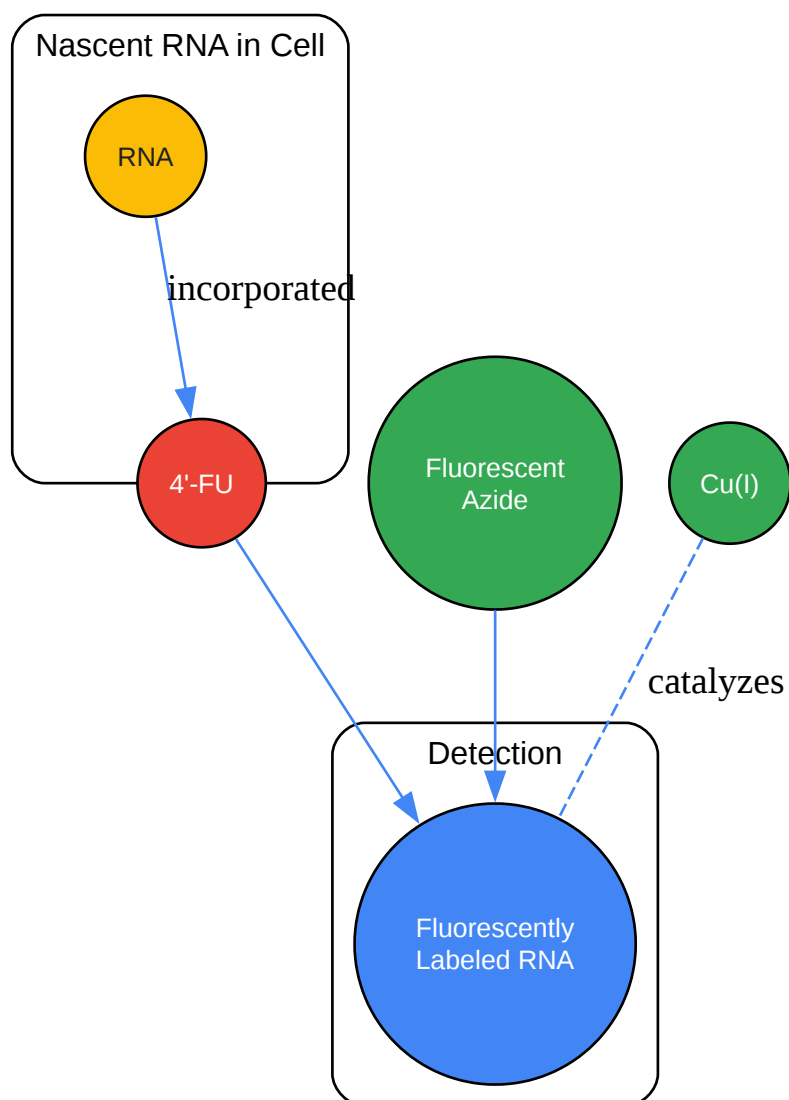 Nascent RNA in Cell
RNA
incorporated
4'-FU
Fluorescent
Azide
Cu(I)
catalyzes
Detection
Fluorescently
Labeled RNA